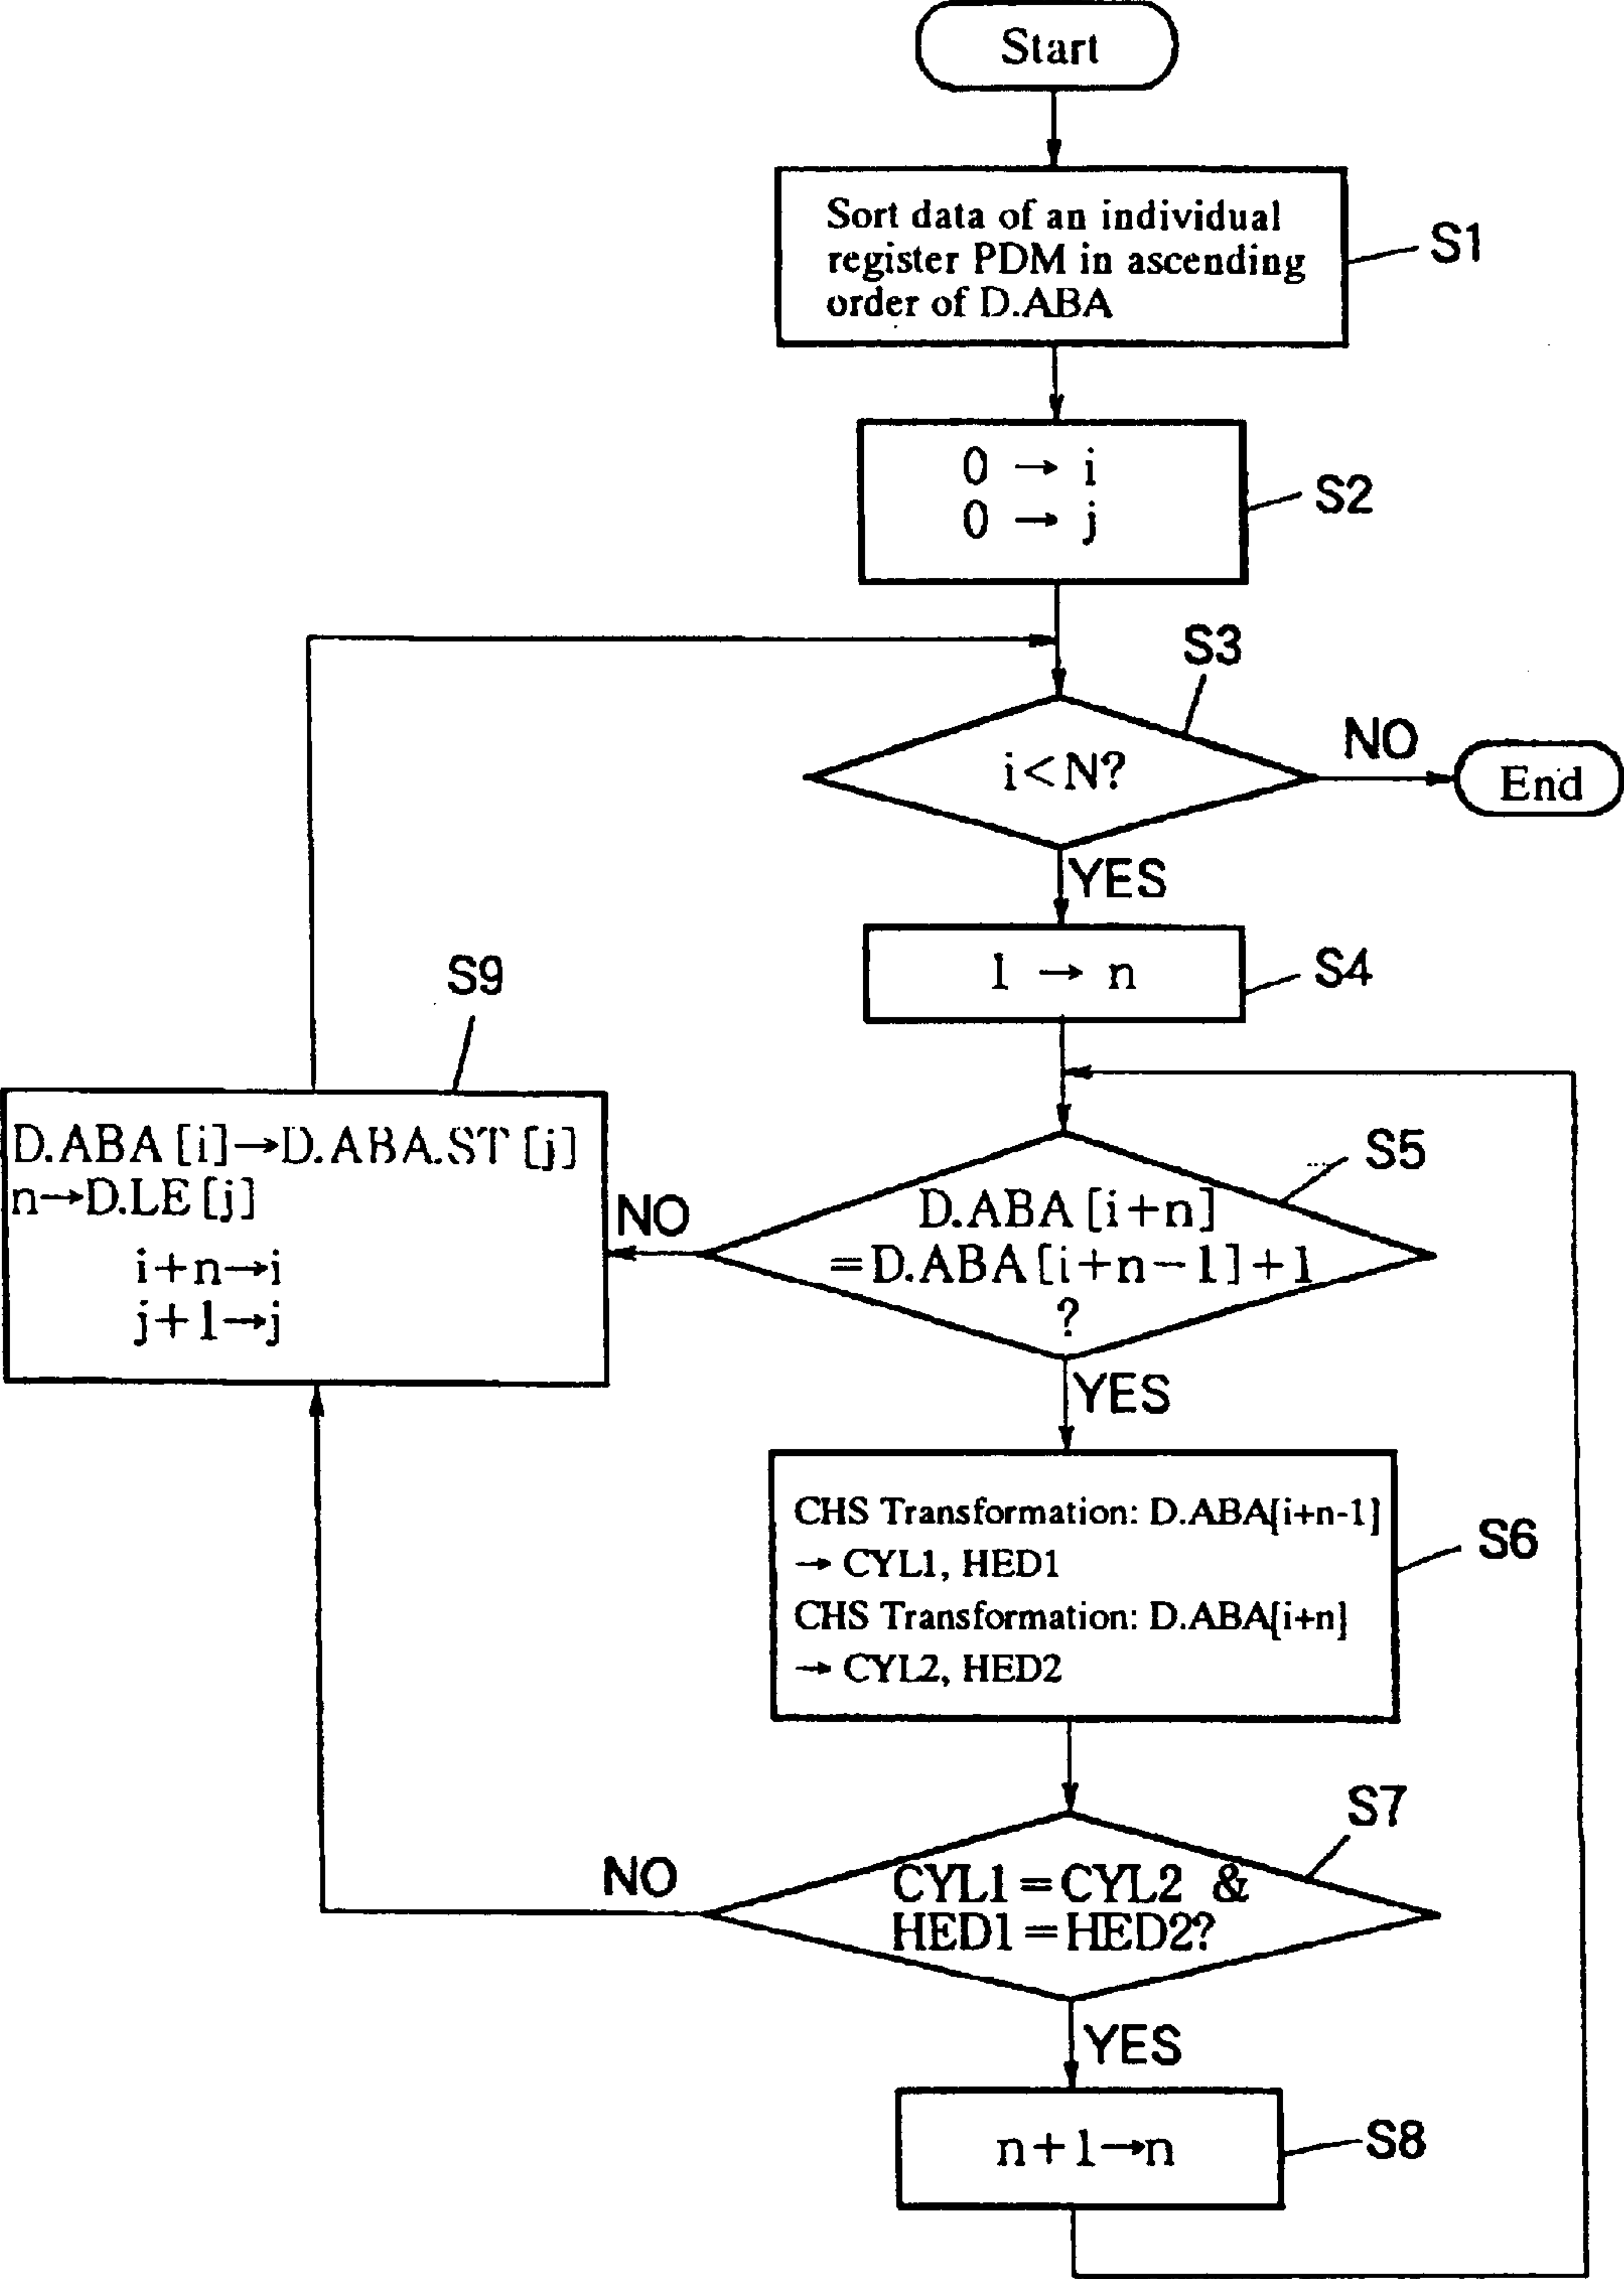 Start
Sort data of an individual
register PDM in ascending
order of D.ABA
S1
0 → i
0 → j
S2
S3
i<N?
NO
End
YES
1 → n
S4
S9
D.ABA[i]→D.ABA.ST[j]
n→D.LE[j]
i+n→i
j+1→j
NO
S5
D.ABA[i+n]
=D.ABA[i+n-1]+1
?
YES
CHS Transformation: D.ABA[i+n-1]
→ CYL1, HED1
CHS Transformation: D.ABA[i+n]
→ CYL2, HED2
S6
S7
NO
CYL1=CYL2 &
HED1=HED2?
YES
n+1→n
S8